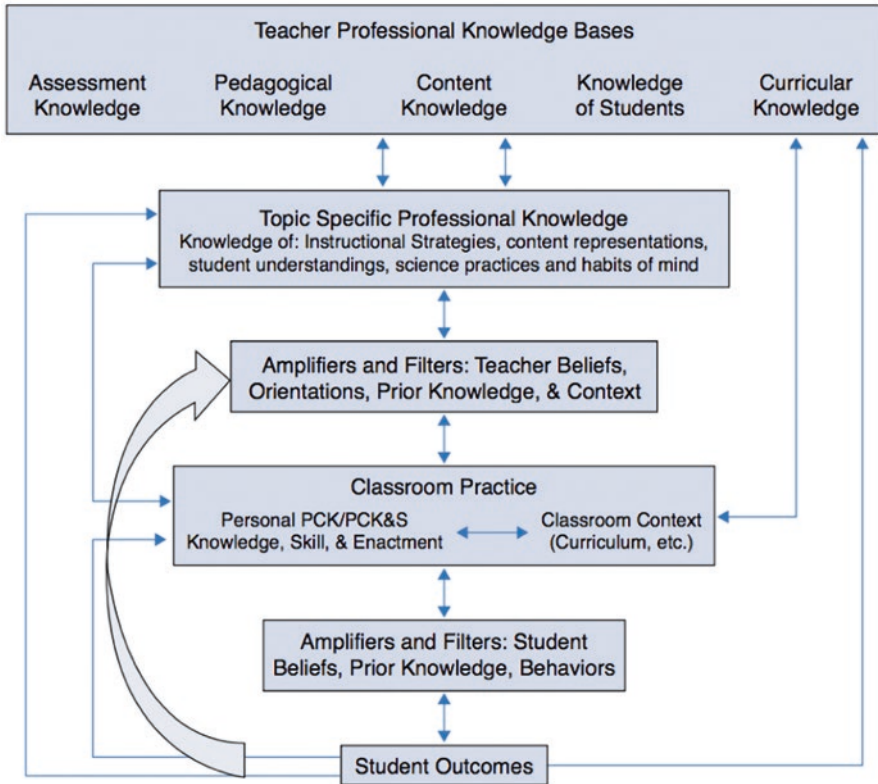 Teacher Professional Knowledge Bases
Assessment Knowledge
Pedagogical Knowledge
Content Knowledge
Knowledge of Students
Curricular Knowledge
Topic Specific Professional Knowledge
Knowledge of: Instructional Strategies, content representations,
student understandings, science practices and habits of mind
Amplifiers and Filters: Teacher Beliefs,
Orientations, Prior Knowledge, & Context
Classroom Practice
Personal PCK/PCK&S
Knowledge, Skill, & Enactment
Classroom Context
(Curriculum, etc.)
Amplifiers and Filters: Student
Beliefs, Prior Knowledge, Behaviors
Student Outcomes